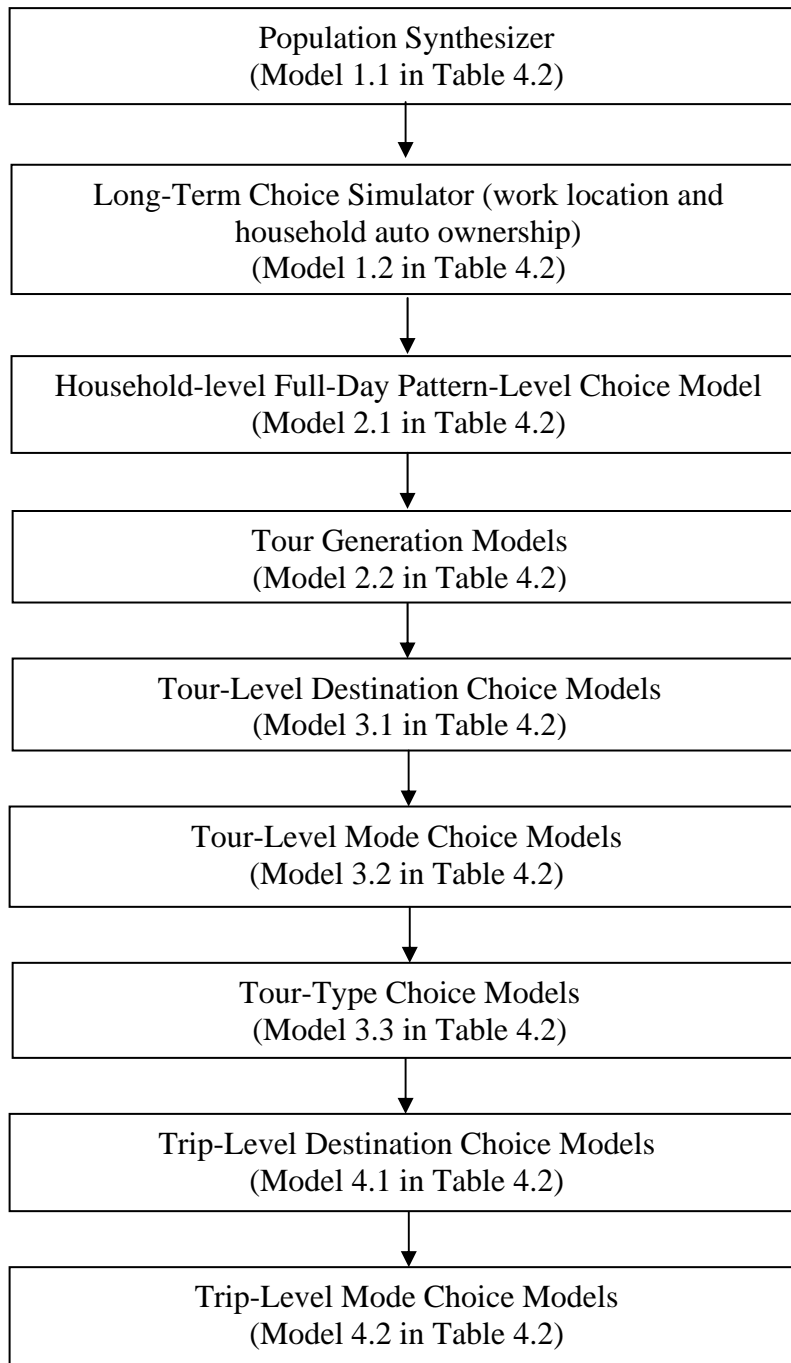 Population Synthesizer
(Model 1.1 in Table 4.2)
Long-Term Choice Simulator (work location and
household auto ownership)
(Model 1.2 in Table 4.2)
Household-level Full-Day Pattern-Level Choice Model
(Model 2.1 in Table 4.2)
Tour Generation Models
(Model 2.2 in Table 4.2)
Tour-Level Destination Choice Models
(Model 3.1 in Table 4.2)
Tour-Level Mode Choice Models
(Model 3.2 in Table 4.2)
Tour-Type Choice Models
(Model 3.3 in Table 4.2)
Trip-Level Destination Choice Models
(Model 4.1 in Table 4.2)
Trip-Level Mode Choice Models
(Model 4.2 in Table 4.2)